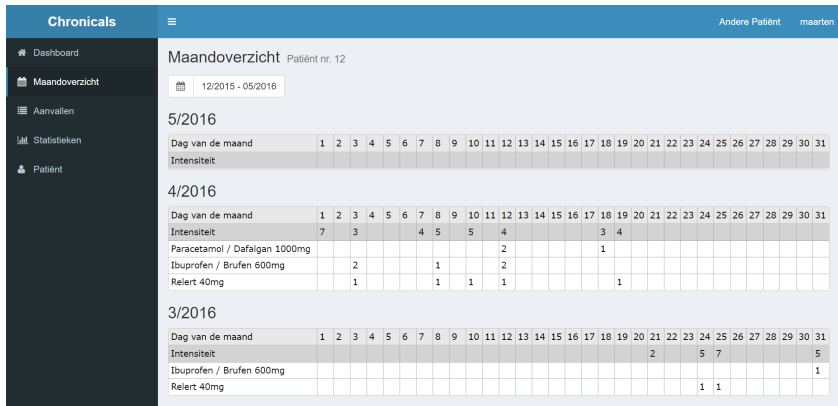 Chronicals Andere Patiënt maarten
Dashboard
Maandoverzicht
Aanvallen
Statistieken
Patiënt
Maandoverzicht Patiënt nr. 12
12/2015 - 05/2016
5/2016
Dag van de maand 1 2 3 4 5 6 7 8 9 10 11 12 13 14 15 16 17 18 19 20 21 22 23 24 25 26 27 28 29 30 31
Intensiteit
4/2016
Dag van de maand 1 2 3 4 5 6 7 8 9 10 11 12 13 14 15 16 17 18 19 20 21 22 23 24 25 26 27 28 29 30 31
Intensiteit 7 3 4 5 5 4 3 4
Paracetamol / Dafalgan 1000mg 2 1
Ibuprofen / Brufen 600mg 2 1 2
Relert 40mg 1 1 1 1 1
3/2016
Dag van de maand 1 2 3 4 5 6 7 8 9 10 11 12 13 14 15 16 17 18 19 20 21 22 23 24 25 26 27 28 29 30 31
Intensiteit 2 5 7 5
Ibuprofen / Brufen 600mg 1
Relert 40mg 1 1